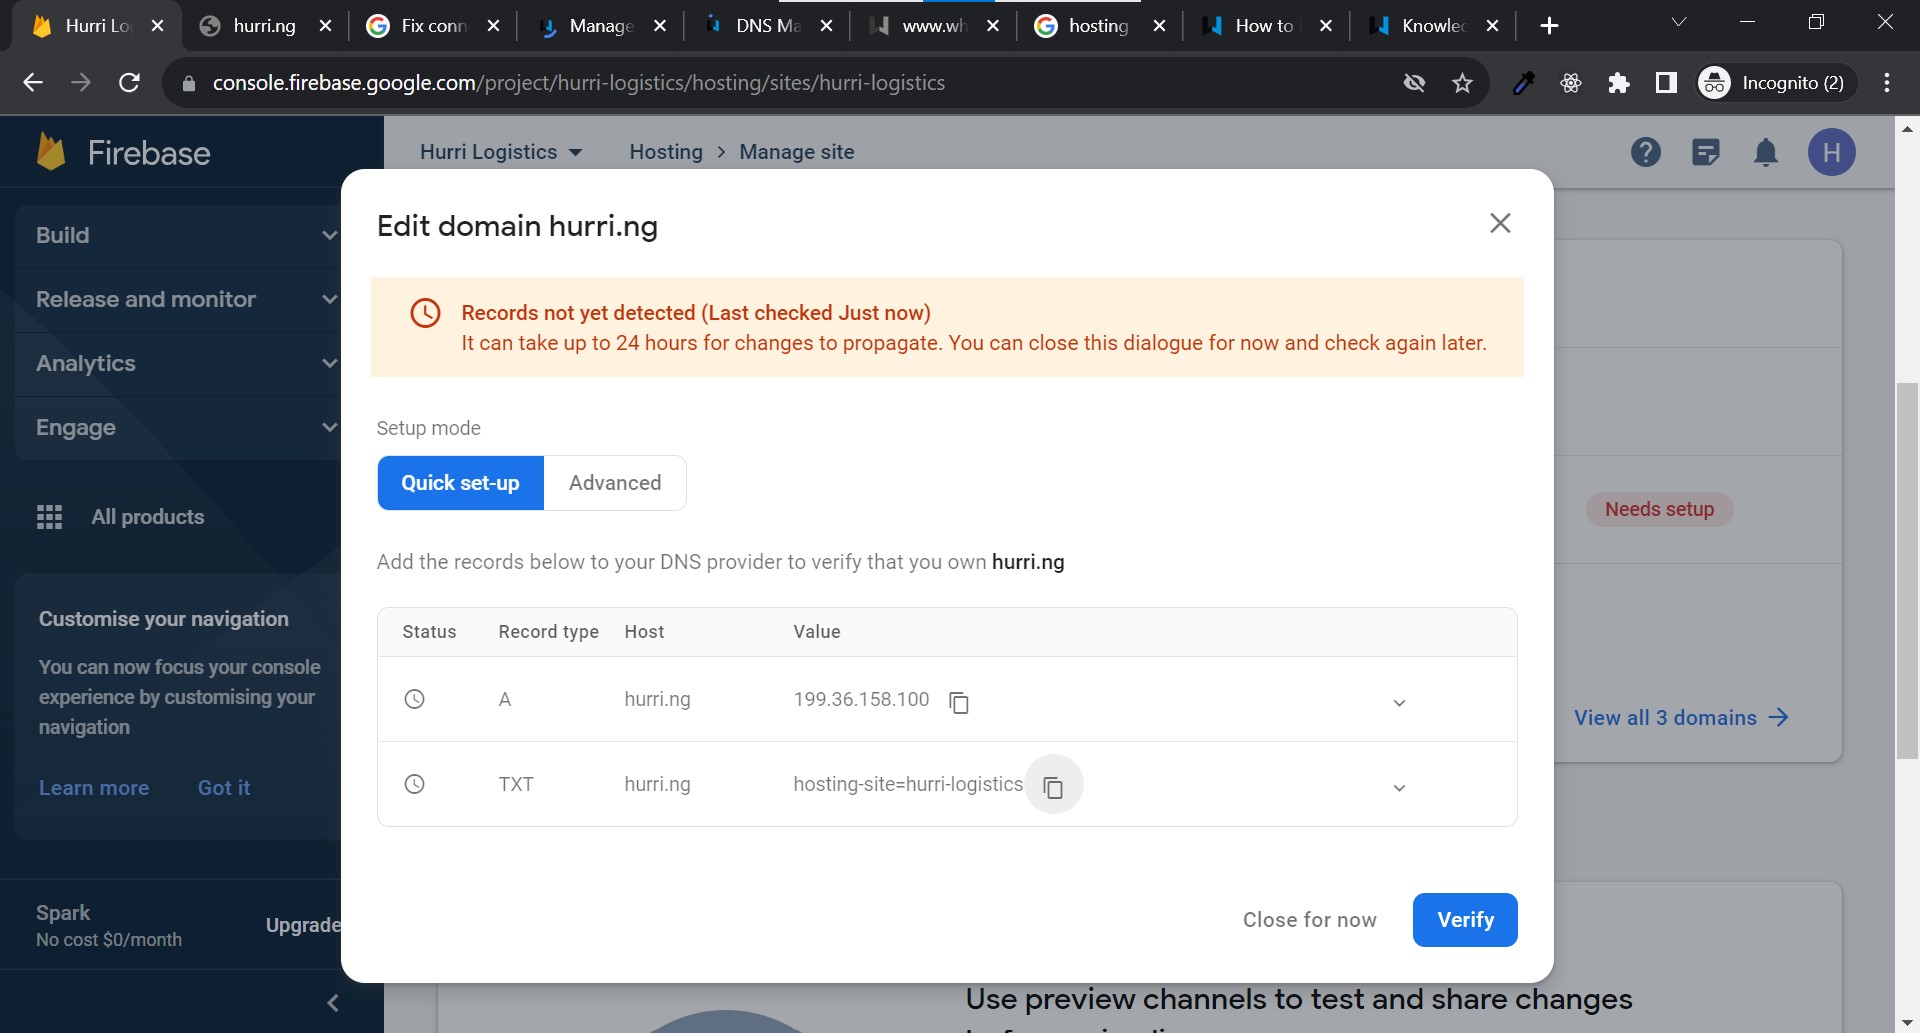 Hurri Lo
hurri.ng
Fix conn
Manage
DNS Ma
www.wh
hosting
How to
Knowled
console.firebase.google.com/project/hurri-logistics/hosting/sites/hurri-logistics
Incognito (2)
Firebase
Hurri Logistics
Hosting > Manage site
H
Build
Release and monitor
Analytics
Engage
All products
Customise your navigation
You can now focus your console
experience by customising your
navigation
Learn more Got it
Spark
No cost $0/month
Upgrade
Edit domain hurri.ng
Records not yet detected (Last checked Just now)
It can take up to 24 hours for changes to propagate. You can close this dialogue for now and check again later.
Setup mode
Quick set-up Advanced
Add the records below to your DNS provider to verify that you own hurri.ng
Status Record type Host Value
A hurri.ng 199.36.158.100
TXT hurri.ng hosting-site=hurri-logistics
Close for now Verify
Needs setup
View all 3 domains
Use preview channels to test and share changes